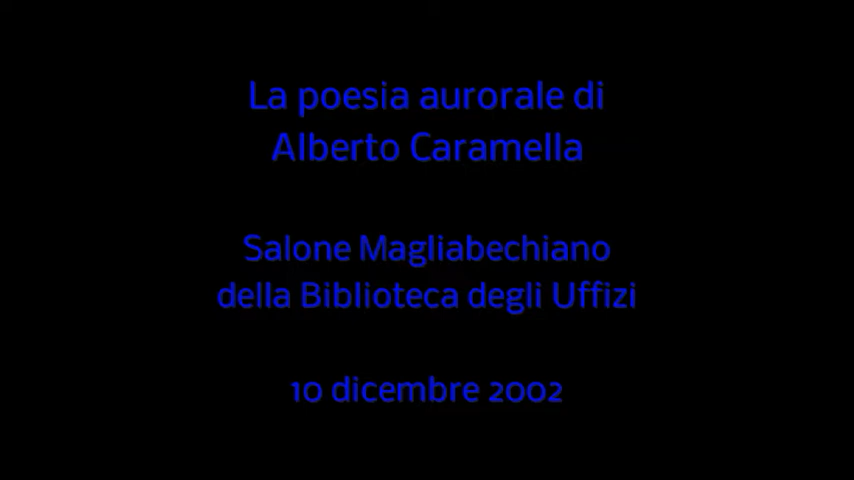 La poesia aurorale di
Alberto Caramella
Salone Magliabechiano
della Biblioteca degli Uffizi
10 dicembre 2002